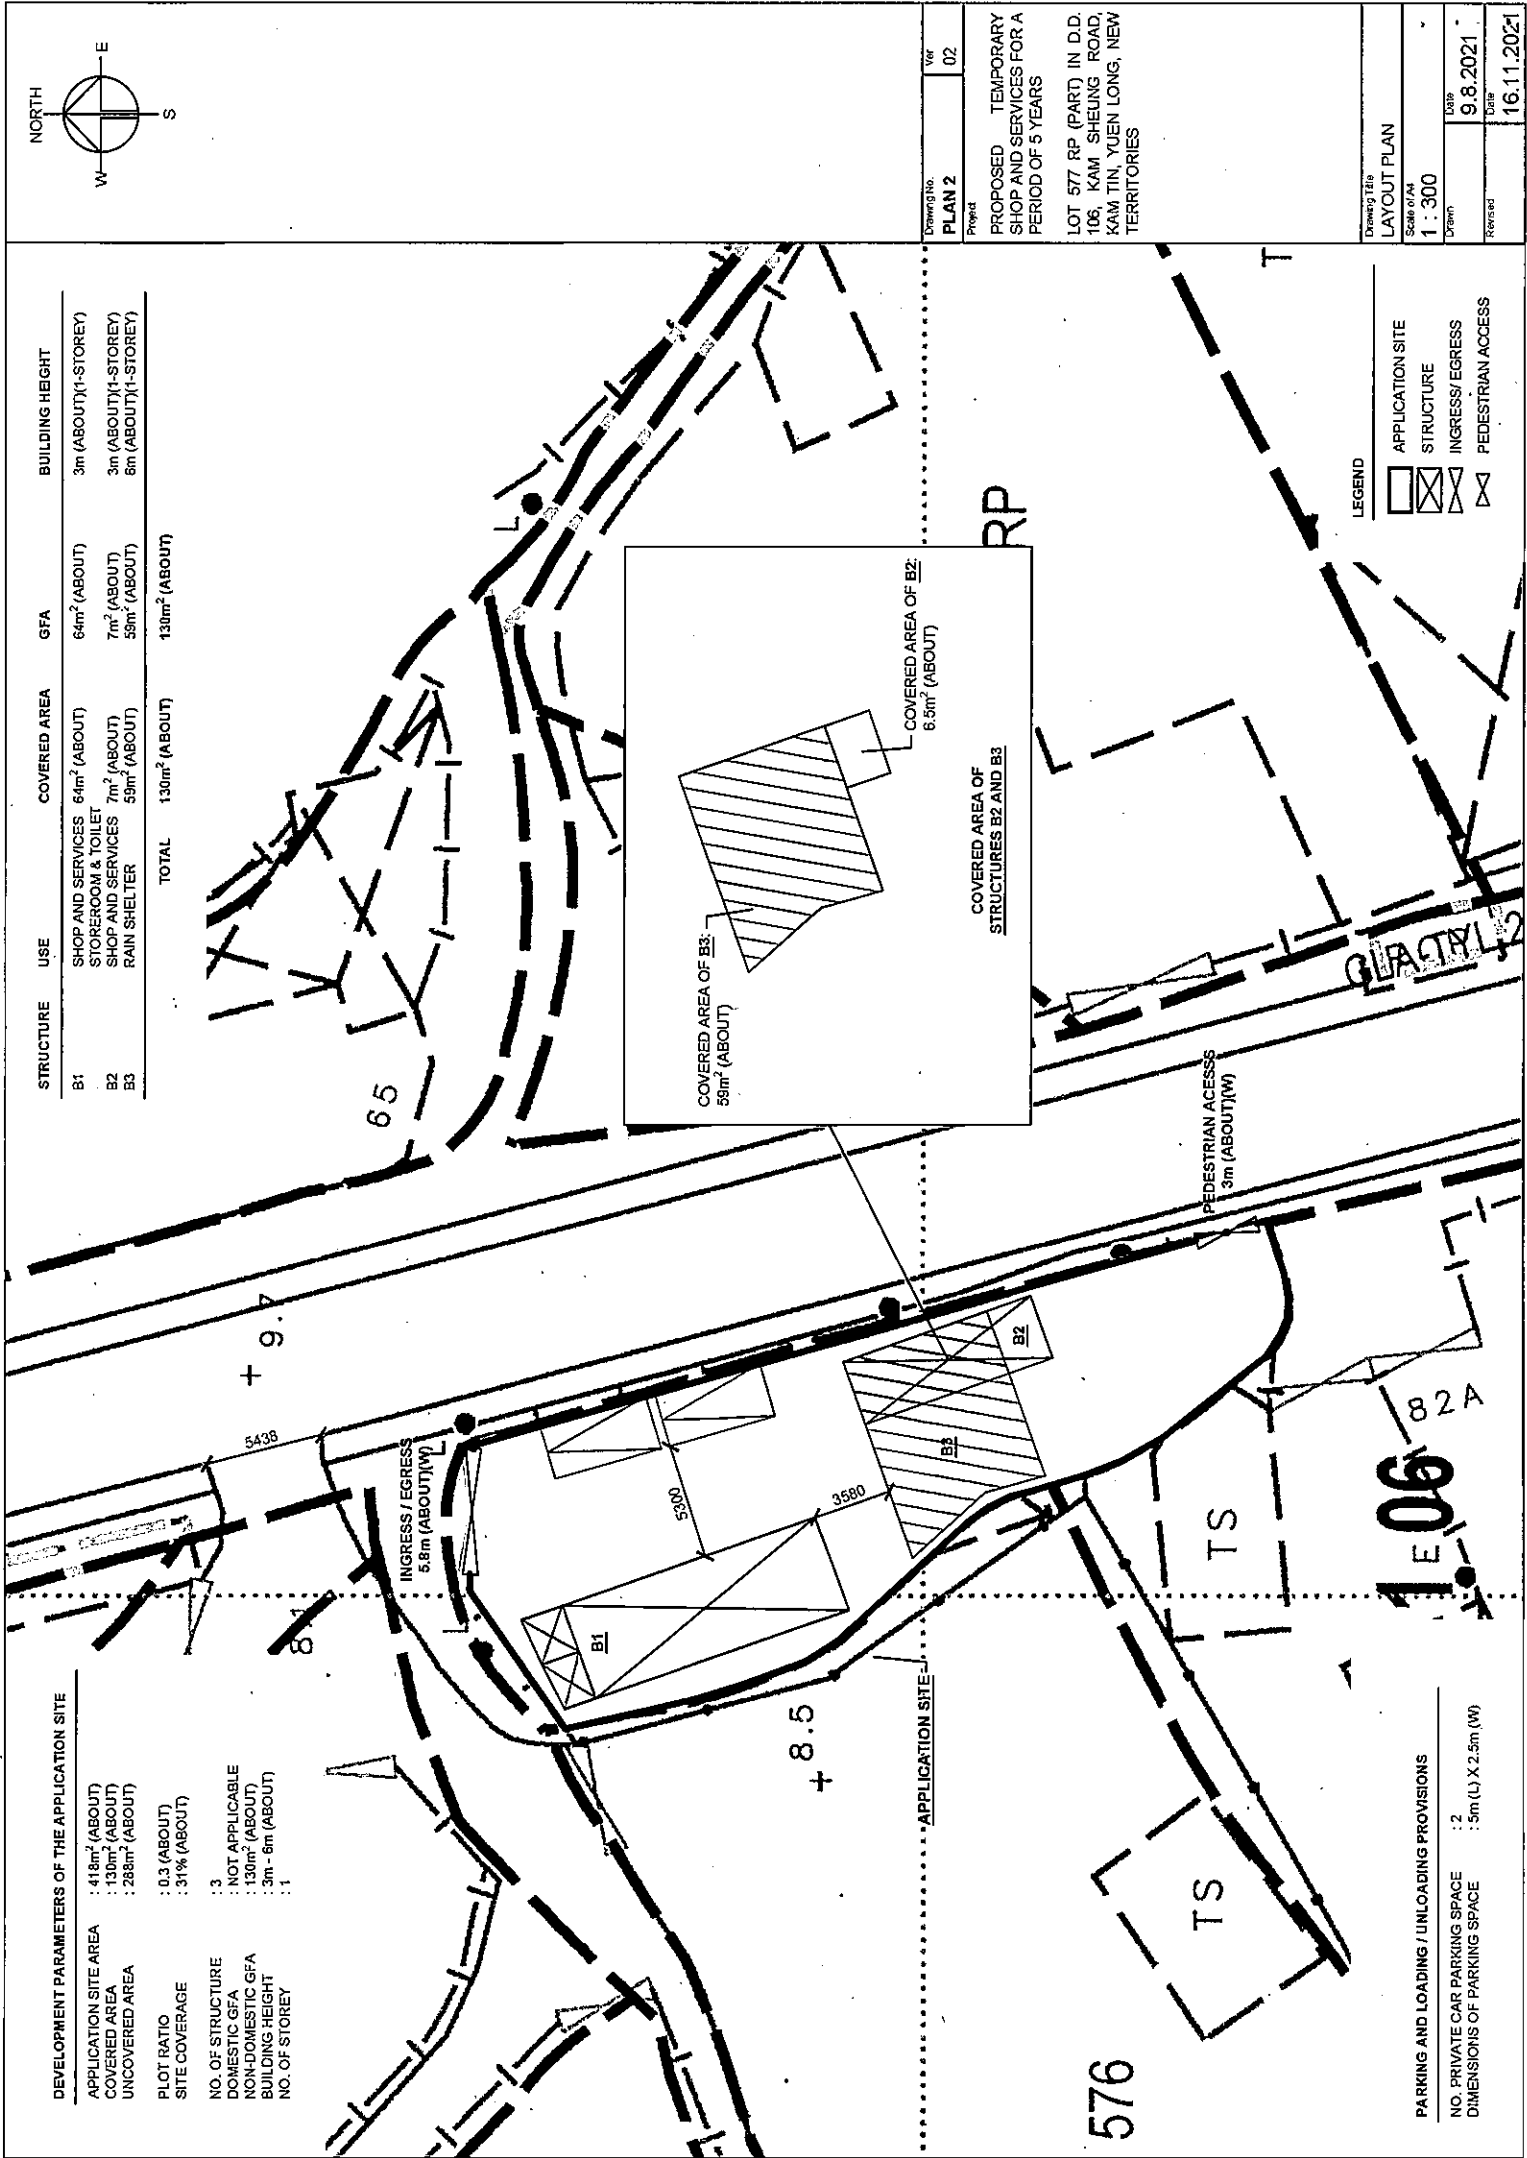 DEVELOPMENT PARAMETERS OF THE APPLICATION SITE
APPLICATION SITE AREA : 418m² (ABOUT)
COVERED AREA : 130m² (ABOUT)
UNCOVERED AREA : 288m² (ABOUT)
PLOT RATIO : 0.3 (ABOUT)
SITE COVERAGE : 31% (ABOUT)
NO. OF STRUCTURE : 3
DOMESTIC GFA : NOT APPLICABLE
NON-DOMESTIC GFA : 130m² (ABOUT)
BUILDING HEIGHT : 3m - 6m (ABOUT)
NO. OF STOREY : 1
STRUCTURE USE COVERED AREA GFA BUILDING HEIGHT
B1 SHOP AND SERVICES 64m² (ABOUT) 64m² (ABOUT) 3m (ABOUT)(1-STOREY)
STOREROOM & TOILET
B2 SHOP AND SERVICES 7m² (ABOUT) 7m² (ABOUT) 3m (ABOUT)(1-STOREY)
B3 RAIN SHELTER 59m² (ABOUT) 59m² (ABOUT) 6m (ABOUT)(1-STOREY)
TOTAL 130m² (ABOUT) 130m² (ABOUT)
NORTH
W
E
S
65
L
+ 9.7
5438
INGRESS / EGRESS
5.8m (ABOUT)(W)
L
L
B1
5300
3580
B3
B2
+ 8.5
APPLICATION SITE
COVERED AREA OF B3:
59m² (ABOUT)
COVERED AREA OF B2:
6.5m² (ABOUT)
COVERED AREA OF
STRUCTURES B2 AND B3
RP
PEDESTRIAN ACESSS
3m (ABOUT)(W)
TS
TS
82A
E
576
T
PARKING AND LOADING / UNLOADING PROVISIONS
NO. PRIVATE CAR PARKING SPACE : 2
DIMENSIONS OF PARKING SPACE : 5m (L) X 2.5m (W)
LEGEND
APPLICATION SITE
STRUCTURE
INGRESS/ EGRESS
PEDESTRIAN ACCESS
Drawing No.
PLAN 2
Ver
02
Project
PROPOSED TEMPORARY
SHOP AND SERVICES FOR A
PERIOD OF 5 YEARS
LOT 577 RP (PART) IN D.D.
106, KAM SHEUNG ROAD,
KAM TIN, YUEN LONG, NEW
TERRITORIES
Drawing Title
LAYOUT PLAN
Scale of A4
1 : 300
Drawn
Date
9.8.2021
Revised
Date
16.11.2021